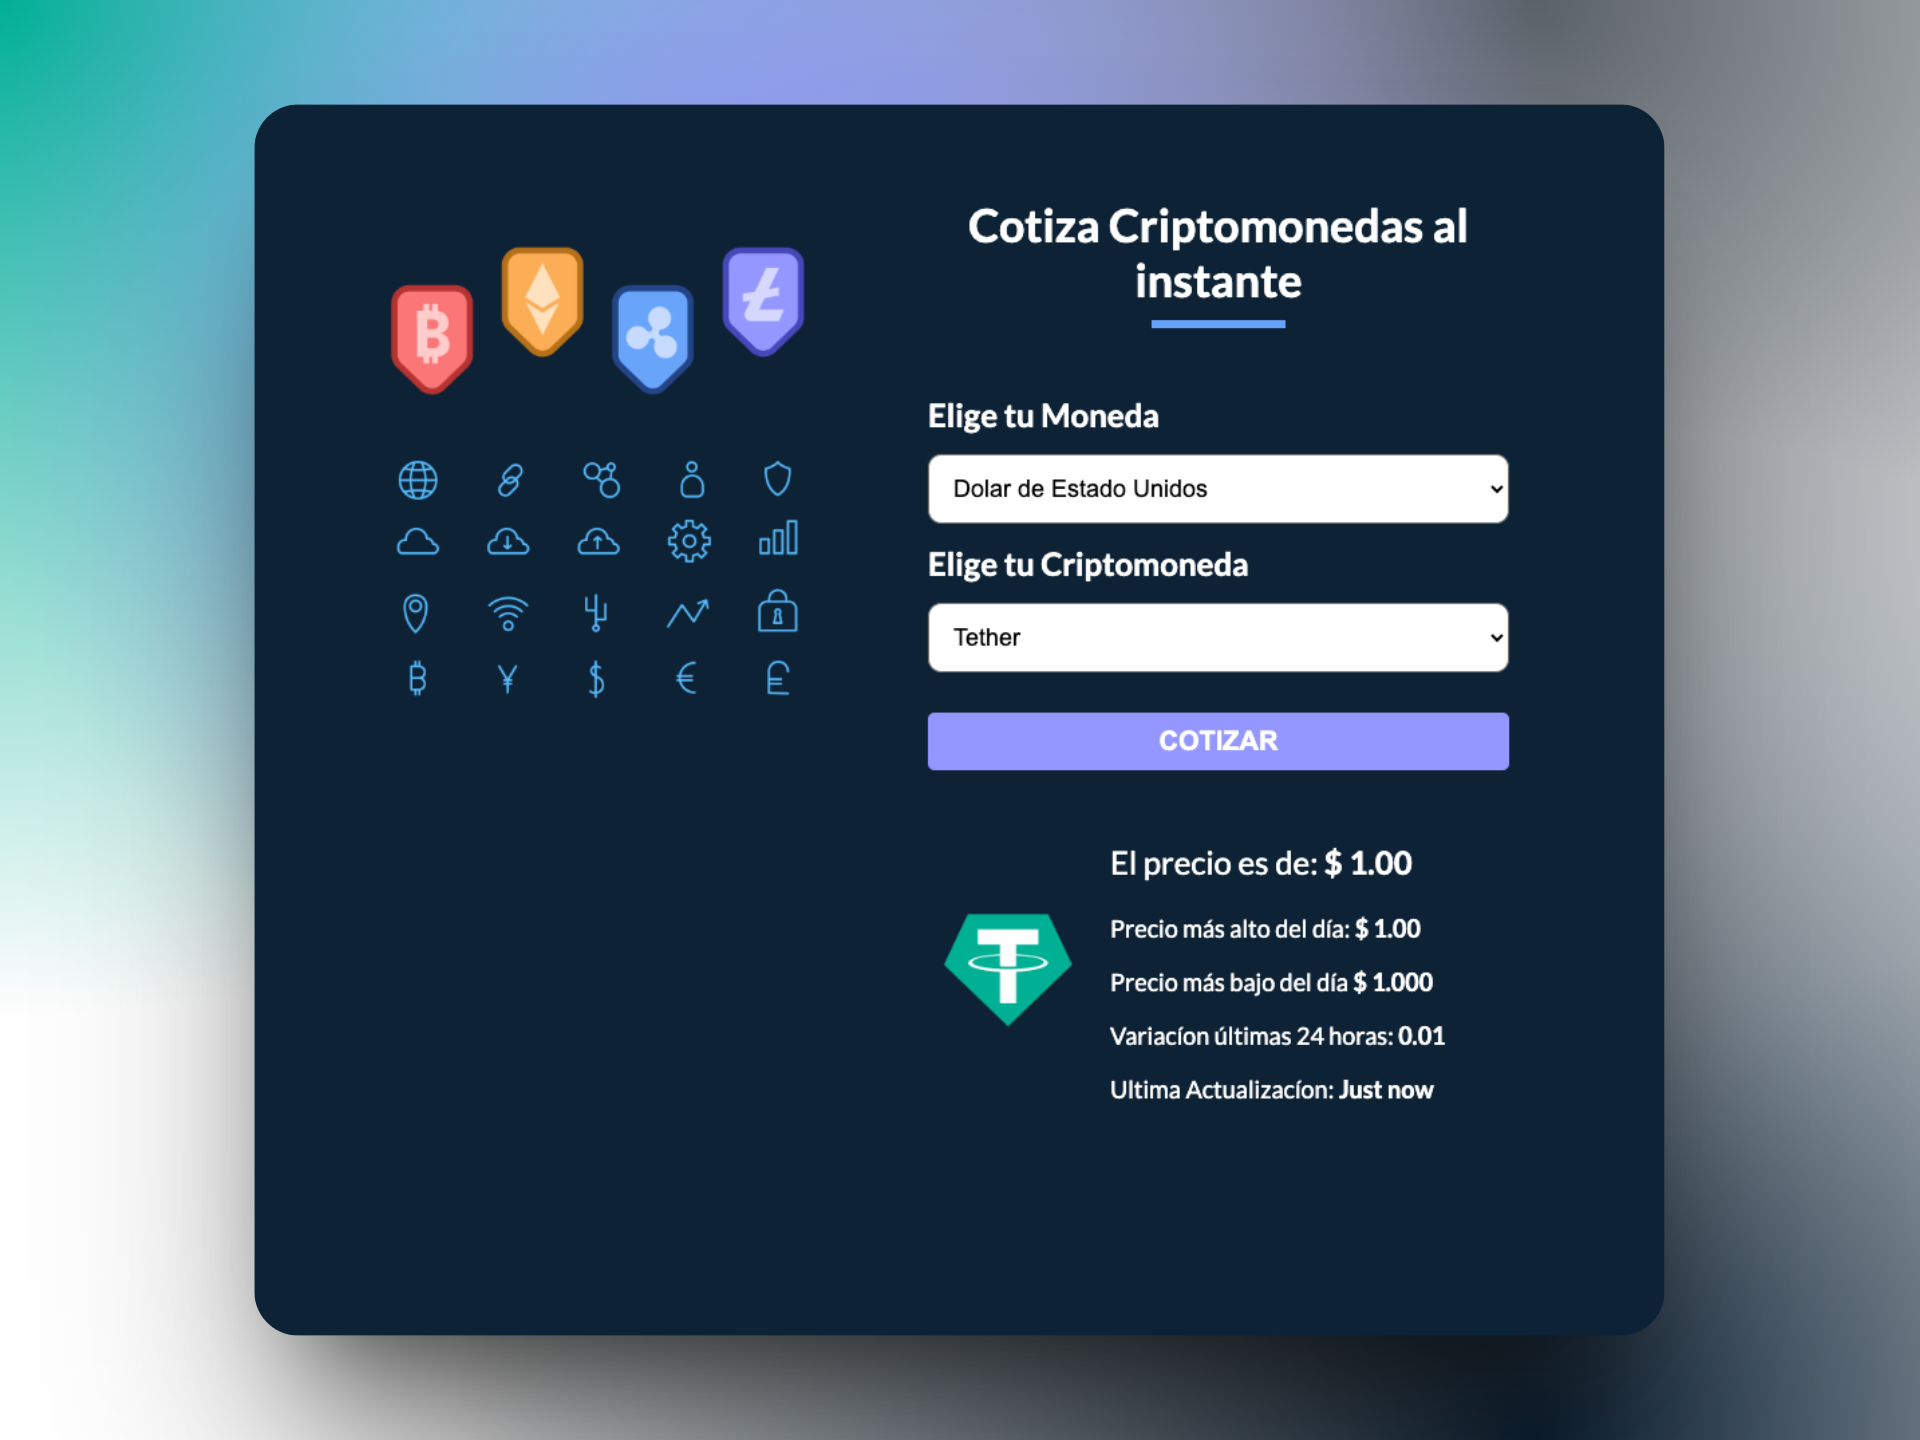 Cotiza Criptomonedas al
instante
Elige tu Moneda
Dolar de Estado Unidos
Elige tu Criptomoneda
Tether
COTIZAR
El precio es de: $ 1.00
Precio más alto del día: $ 1.00
Precio más bajo del día $ 1.000
Variacíon últimas 24 horas: 0.01
Ultima Actualizacíon: Just now